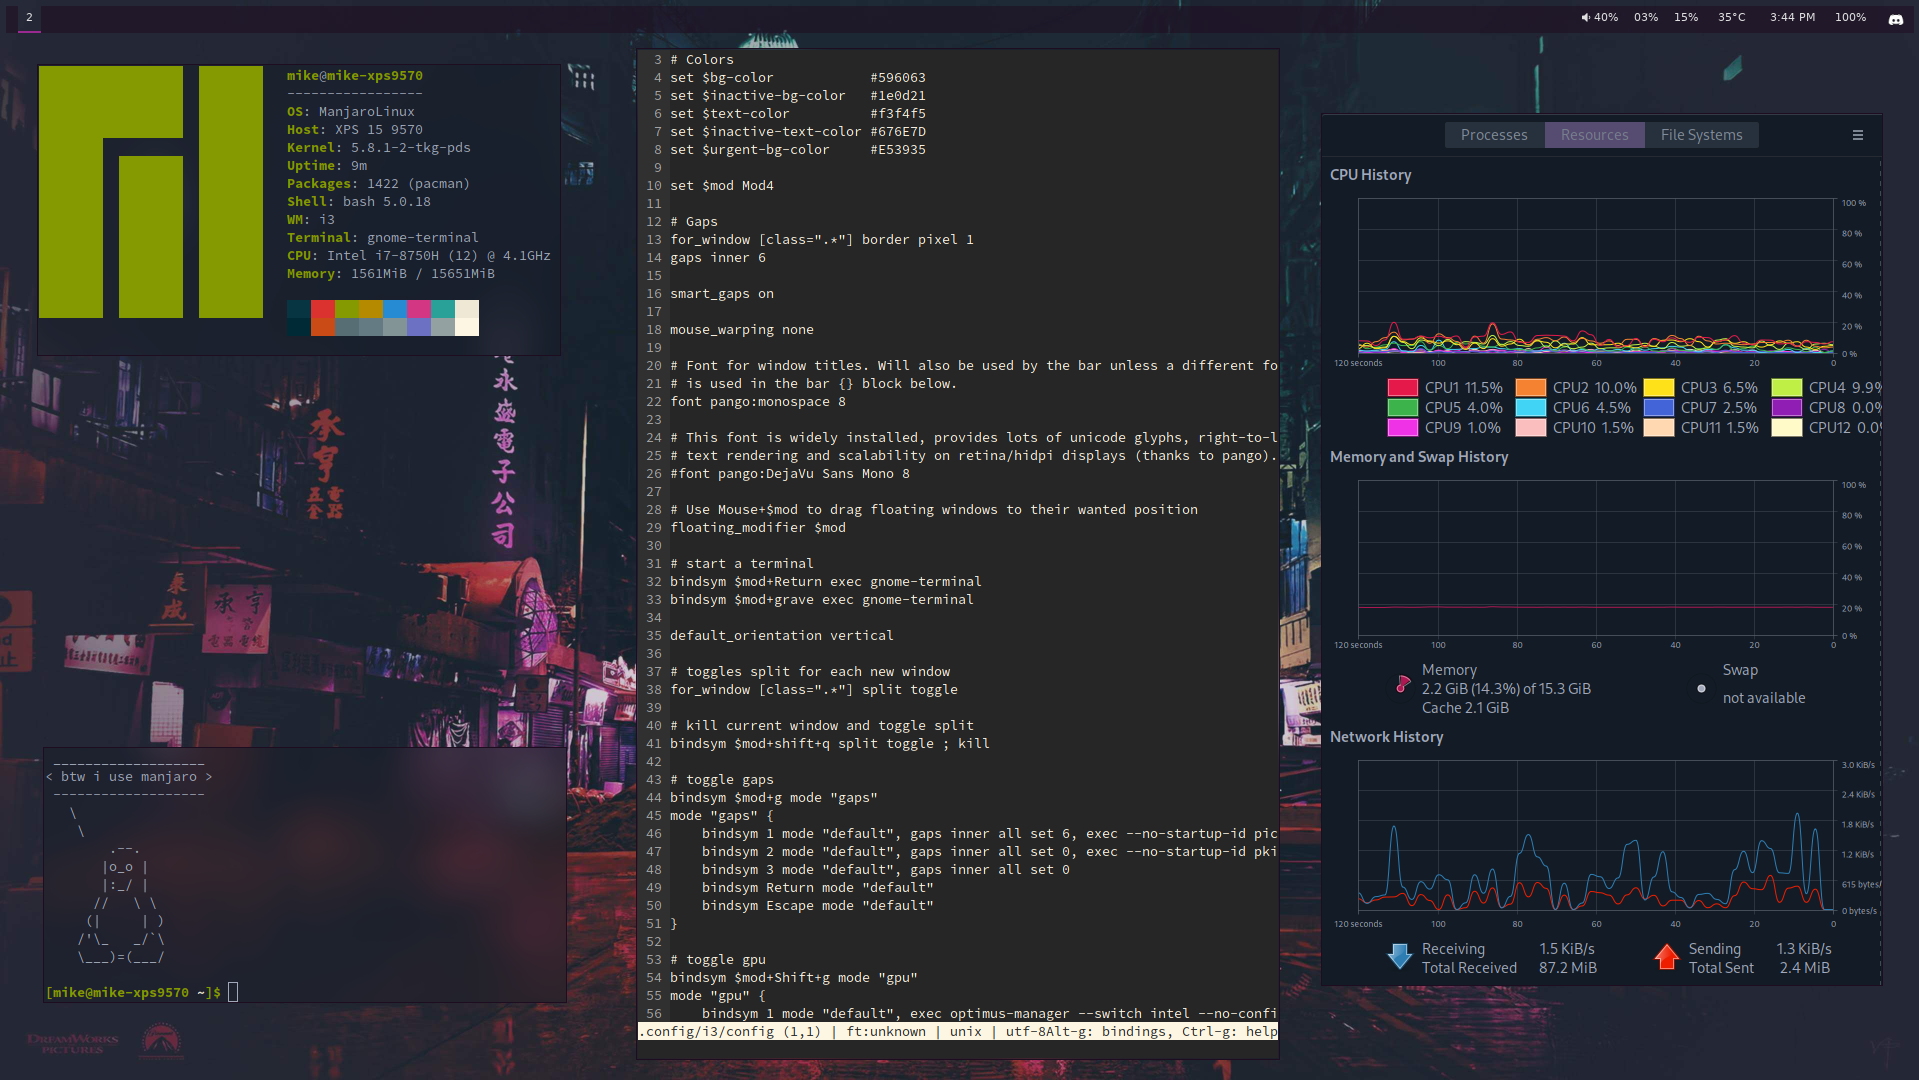 2
40% 03% 15% 35°C 3:44 PM 100%
mike@mike-xps9570
-----------------
OS: ManjaroLinux
Host: XPS 15 9570
Kernel: 5.8.1-2-tkg-pds
Uptime: 9m
Packages: 1422 (pacman)
Shell: bash 5.0.18
WM: i3
Terminal: gnome-terminal
CPU: Intel i7-8750H (12) @ 4.1GHz
Memory: 1561MiB / 15651MiB
永盛電子公司
承亨
五金
電器
乘成
承亨
電器電纜
___________________
< btw i use manjaro >
-------------------
   \
    \
        .--.
       |o_o |
       |:_/ |
      //   \ \
     (|     | )
    /'\_   _/`\
    \___)=(___/
[mike@mike-xps9570 ~]$
DREAMWORKS
PICTURES
3 # Colors
4 set $bg-color            #596063
5 set $inactive-bg-color   #1e0d21
6 set $text-color          #f3f4f5
7 set $inactive-text-color #676E7D
8 set $urgent-bg-color     #E53935
9
10 set $mod Mod4
11
12 # Gaps
13 for_window [class=".*"] border pixel 1
14 gaps inner 6
15
16 smart_gaps on
17
18 mouse_warping none
19
20 # Font for window titles. Will also be used by the bar unless a different fo
21 # is used in the bar {} block below.
22 font pango:monospace 8
23
24 # This font is widely installed, provides lots of unicode glyphs, right-to-l
25 # text rendering and scalability on retina/hidpi displays (thanks to pango).
26 #font pango:DejaVu Sans Mono 8
27
28 # Use Mouse+$mod to drag floating windows to their wanted position
29 floating_modifier $mod
30
31 # start a terminal
32 bindsym $mod+Return exec gnome-terminal
33 bindsym $mod+grave exec gnome-terminal
34
35 default_orientation vertical
36
37 # toggles split for each new window
38 for_window [class=".*"] split toggle
39
40 # kill current window and toggle split
41 bindsym $mod+shift+q split toggle ; kill
42
43 # toggle gaps
44 bindsym $mod+g mode "gaps"
45 mode "gaps" {
46     bindsym 1 mode "default", gaps inner all set 6, exec --no-startup-id pic
47     bindsym 2 mode "default", gaps inner all set 0, exec --no-startup-id pki
48     bindsym 3 mode "default", gaps inner all set 0
49     bindsym Return mode "default"
50     bindsym Escape mode "default"
51 }
52
53 # toggle gpu
54 bindsym $mod+Shift+g mode "gpu"
55 mode "gpu" {
56     bindsym 1 mode "default", exec optimus-manager --switch intel --no-confi
.config/i3/config (1,1) | ft:unknown | unix | utf-8Alt-g: bindings, Ctrl-g: help
Processes Resources File Systems
CPU History
100 %
80 %
60 %
40 %
20 %
0 %
120 seconds 100 80 60 40 20 0
CPU1 11.5% CPU2 10.0% CPU3 6.5% CPU4 9.9%
CPU5 4.0% CPU6 4.5% CPU7 2.5% CPU8 0.0%
CPU9 1.0% CPU10 1.5% CPU11 1.5% CPU12 0.0
Memory and Swap History
100 %
80 %
60 %
40 %
20 %
0 %
120 seconds 100 80 60 40 20 0
Memory
2.2 GiB (14.3%) of 15.3 GiB
Cache 2.1 GiB
Swap
not available
Network History
3.0 KiB/s
2.4 KiB/s
1.8 KiB/s
1.2 KiB/s
615 bytes/
0 bytes/s
120 seconds 100 80 60 40 20 0
Receiving 1.5 KiB/s
Total Received 87.2 MiB
Sending 1.3 KiB/s
Total Sent 2.4 MiB